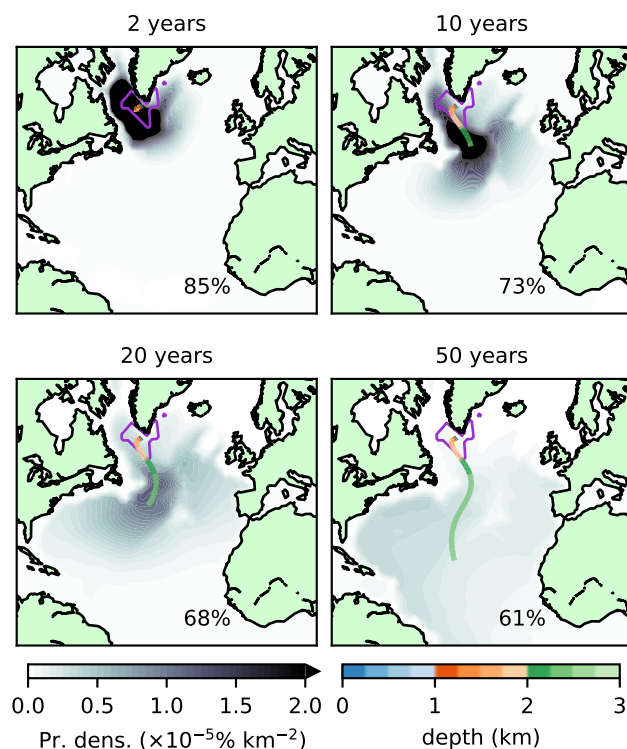 2 years
10 years
85%
73%
20 years
50 years
68%
61%
0.0 0.5 1.0 1.5 2.0
Pr. dens. (×10⁻⁵% km⁻²)
0 1 2 3
depth (km)